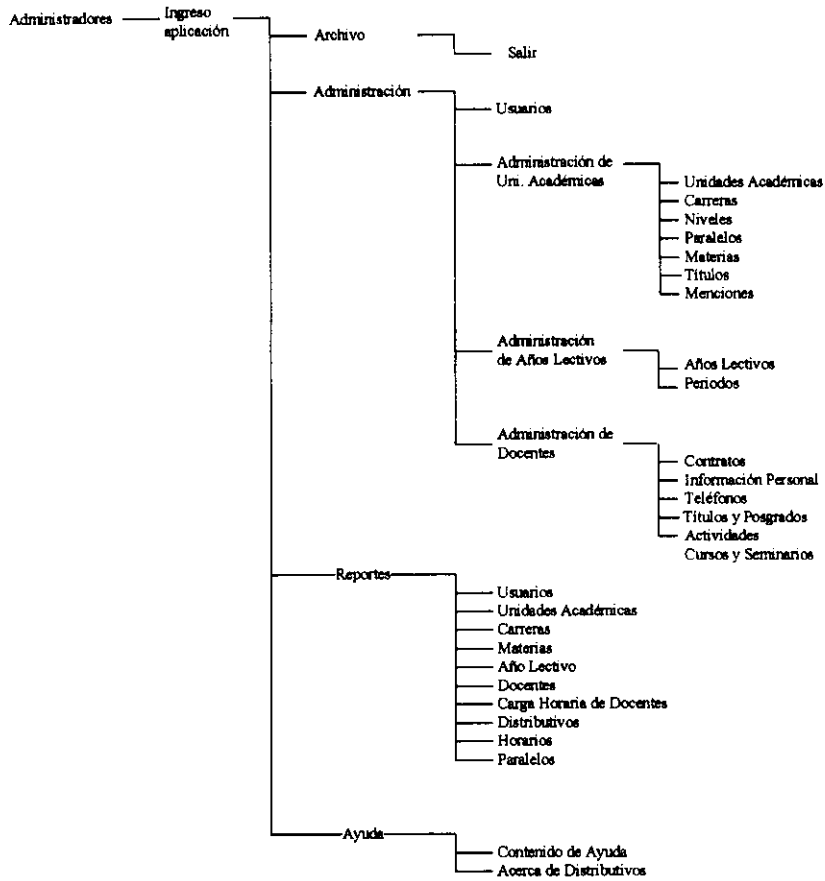 Administradores
Ingreso
aplicación
Archivo
Salir
Administración
Usuarios
Administración de
Uni. Académicas
Unidades Académicas
Carreras
Niveles
Paralelos
Materias
Títulos
Menciones
Administración
de Años Lectivos
Años Lectivos
Periodos
Administración de
Docentes
Contratos
Información Personal
Teléfonos
Títulos y Posgrados
Actividades
Cursos y Seminarios
Reportes
Usuarios
Unidades Académicas
Carreras
Materias
Año Lectivo
Docentes
Carga Horaria de Docentes
Distributivos
Horarios
Paralelos
Ayuda
Contenido de Ayuda
Acerca de Distributivos